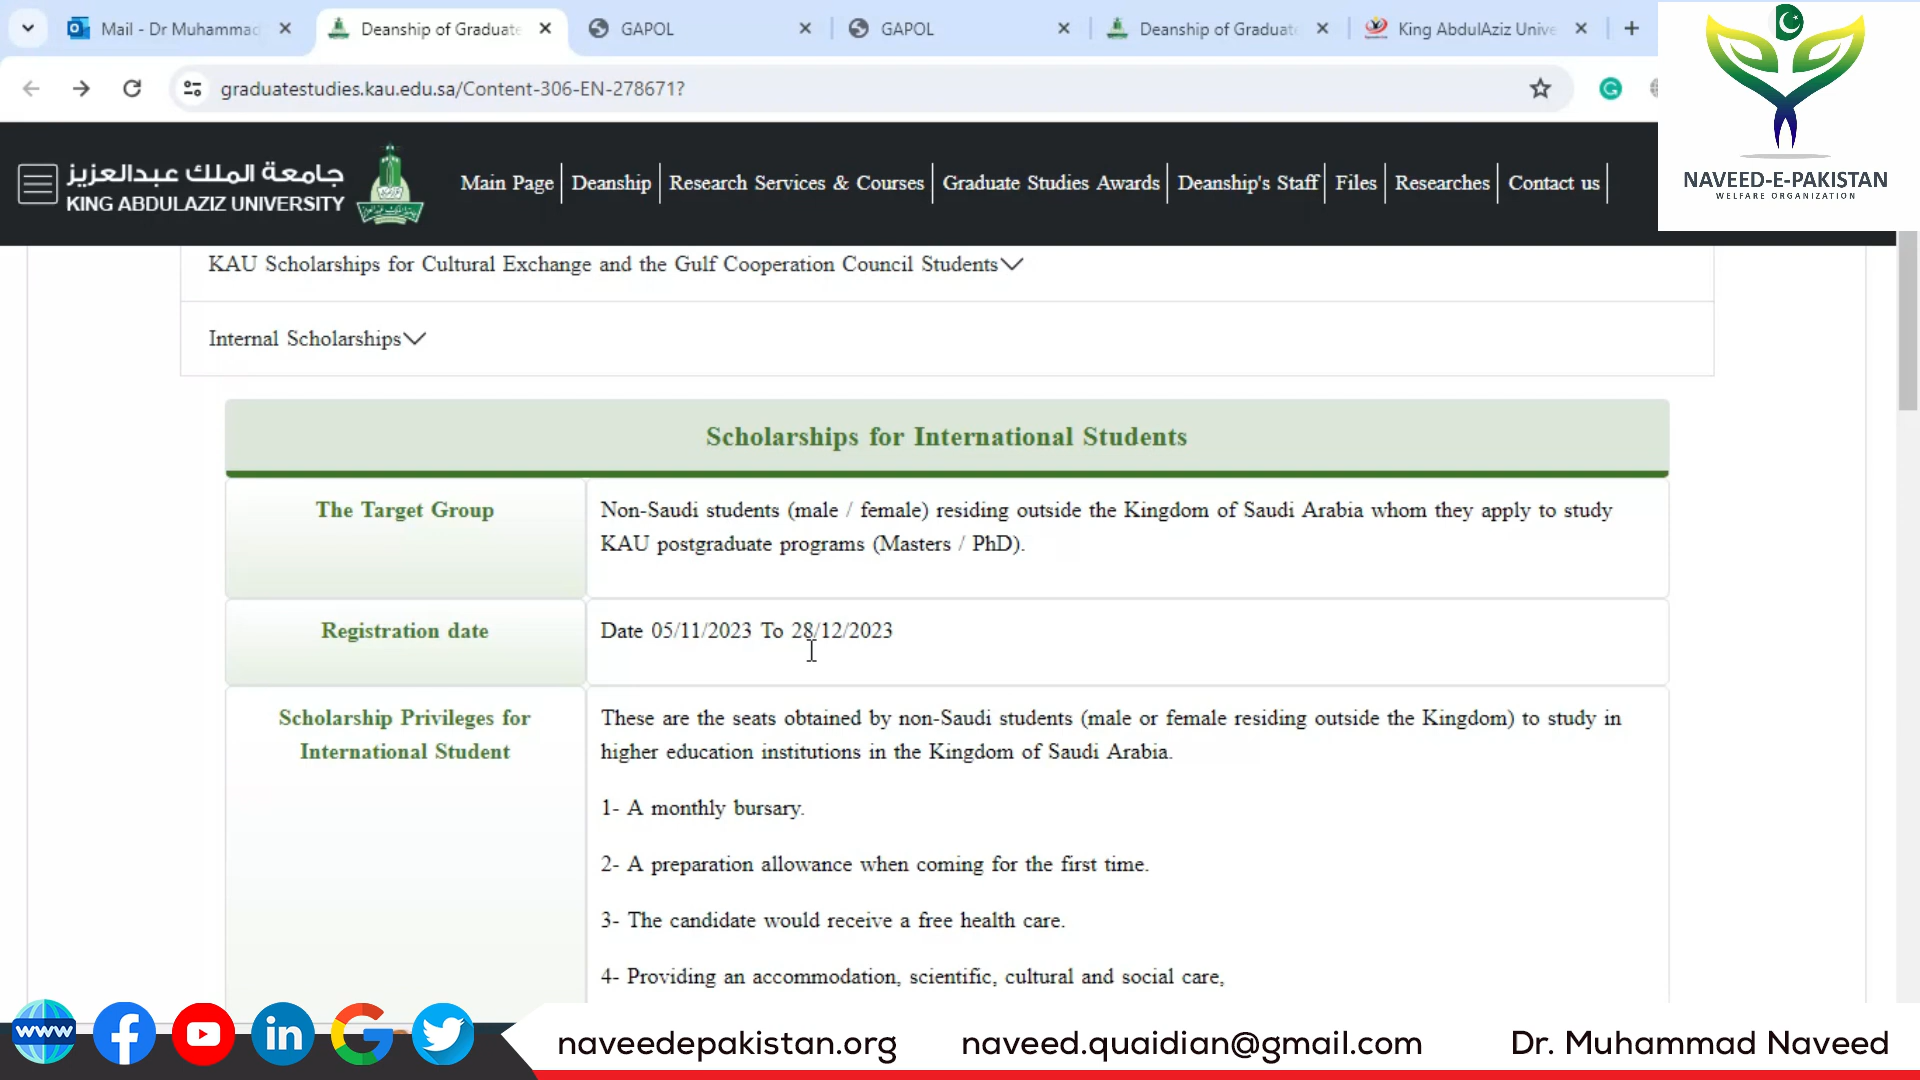 Mail - Dr Muhammad
Deanship of Graduate
GAPOL
GAPOL
Deanship of Graduat
King AbdulAziz Unive
graduatestudies.kau.edu.sa/Content-306-EN-278671?
NAVEED-E-PAKISTAN
WELFARE ORGANIZATION
جامعة الملك عبدالعزيز
KING ABDULAZIZ UNIVERSITY
Main Page
Deanship
Research Services & Courses
Graduate Studies Awards
Deanship's Staff
Files
Researches
Contact us
KAU Scholarships for Cultural Exchange and the Gulf Cooperation Council Students
Internal Scholarships
Scholarships for International Students
The Target Group
Non-Saudi students (male / female) residing outside the Kingdom of Saudi Arabia whom they apply to study
KAU postgraduate programs (Masters / PhD).
Registration date
Date 05/11/2023 To 28/12/2023
Scholarship Privileges for
International Student
These are the seats obtained by non-Saudi students (male or female residing outside the Kingdom) to study in
higher education institutions in the Kingdom of Saudi Arabia.
1- A monthly bursary.
2- A preparation allowance when coming for the first time.
3- The candidate would receive a free health care.
4- Providing an accommodation, scientific, cultural and social care,
www
naveedepakistan.org
naveed.quaidian@gmail.com
Dr. Muhammad Naveed